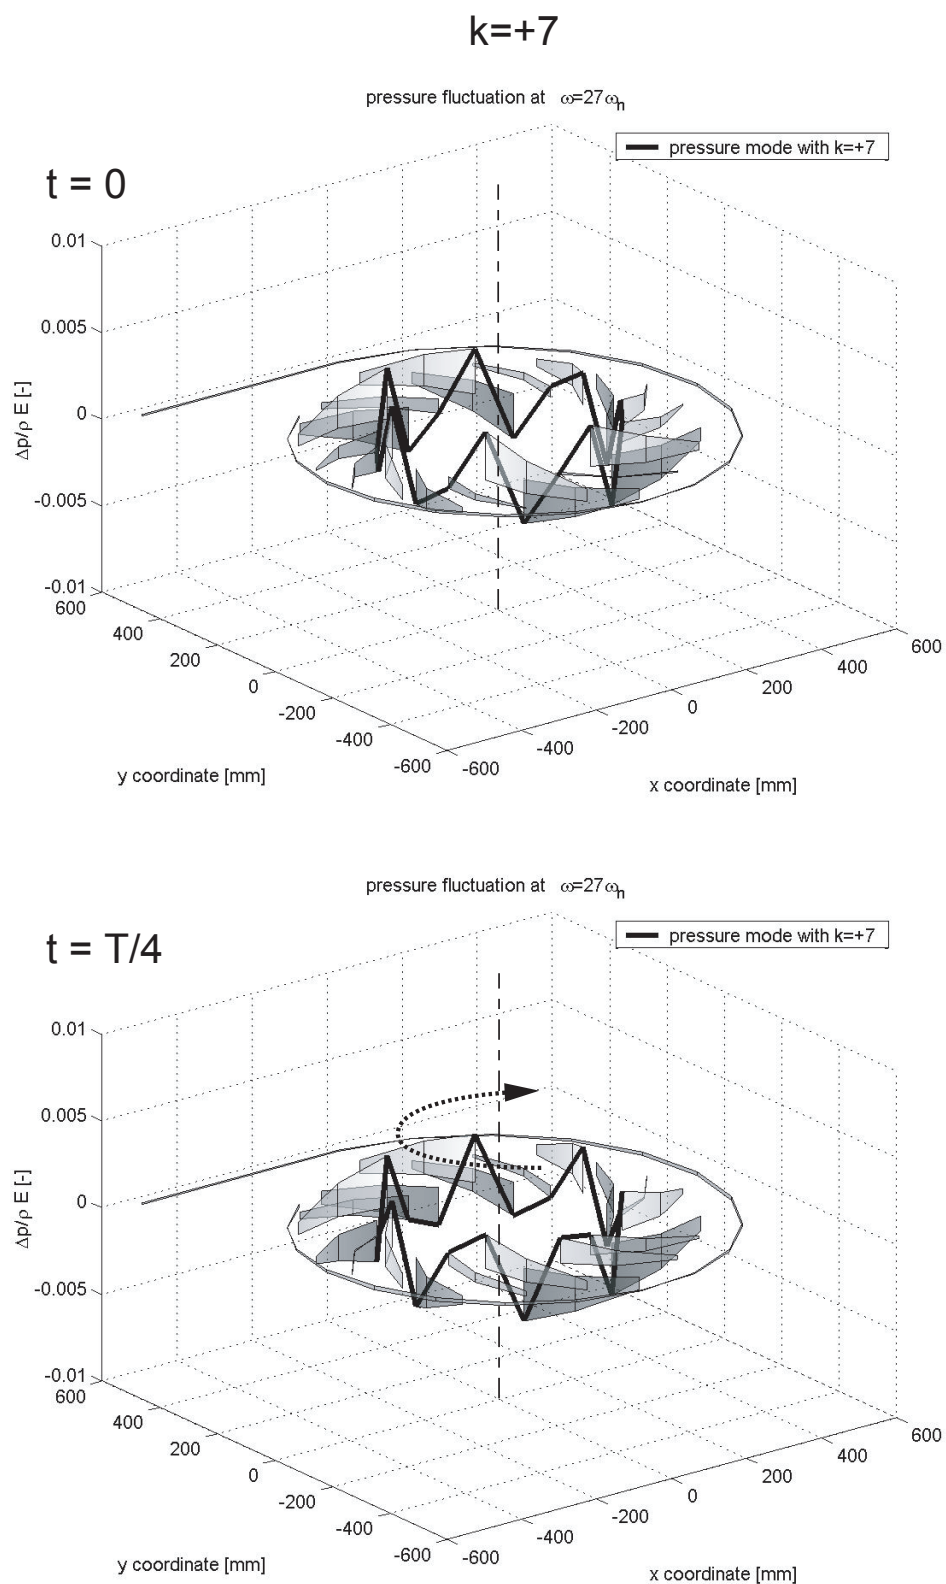 k=+7
pressure fluctuation at ω=27ωn
pressure mode with k=+7
t = 0
0.01
0.005
0
-0.005
-0.01
Δp/ρ E [-]
600
400
200
0
-200
-400
-600
y coordinate [mm]
-600
-400
-200
0
200
400
600
x coordinate [mm]
pressure fluctuation at ω=27ωn
pressure mode with k=+7
t = T/4
0.01
0.005
0
-0.005
-0.01
Δp/ρ E [-]
600
400
200
0
-200
-400
-600
y coordinate [mm]
-600
-400
-200
0
200
400
600
x coordinate [mm]